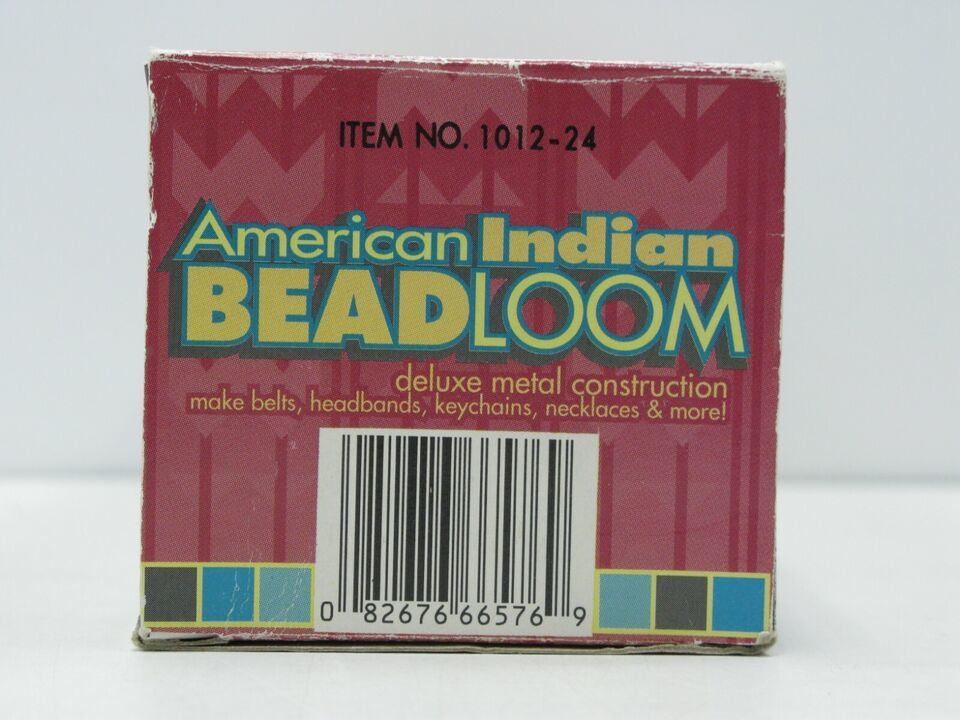 ITEM NO. 1012-24
American Indian
BEADLOOM
deluxe metal construction
make belts, headbands, keychains, necklaces & more!
0 82676 66576 9